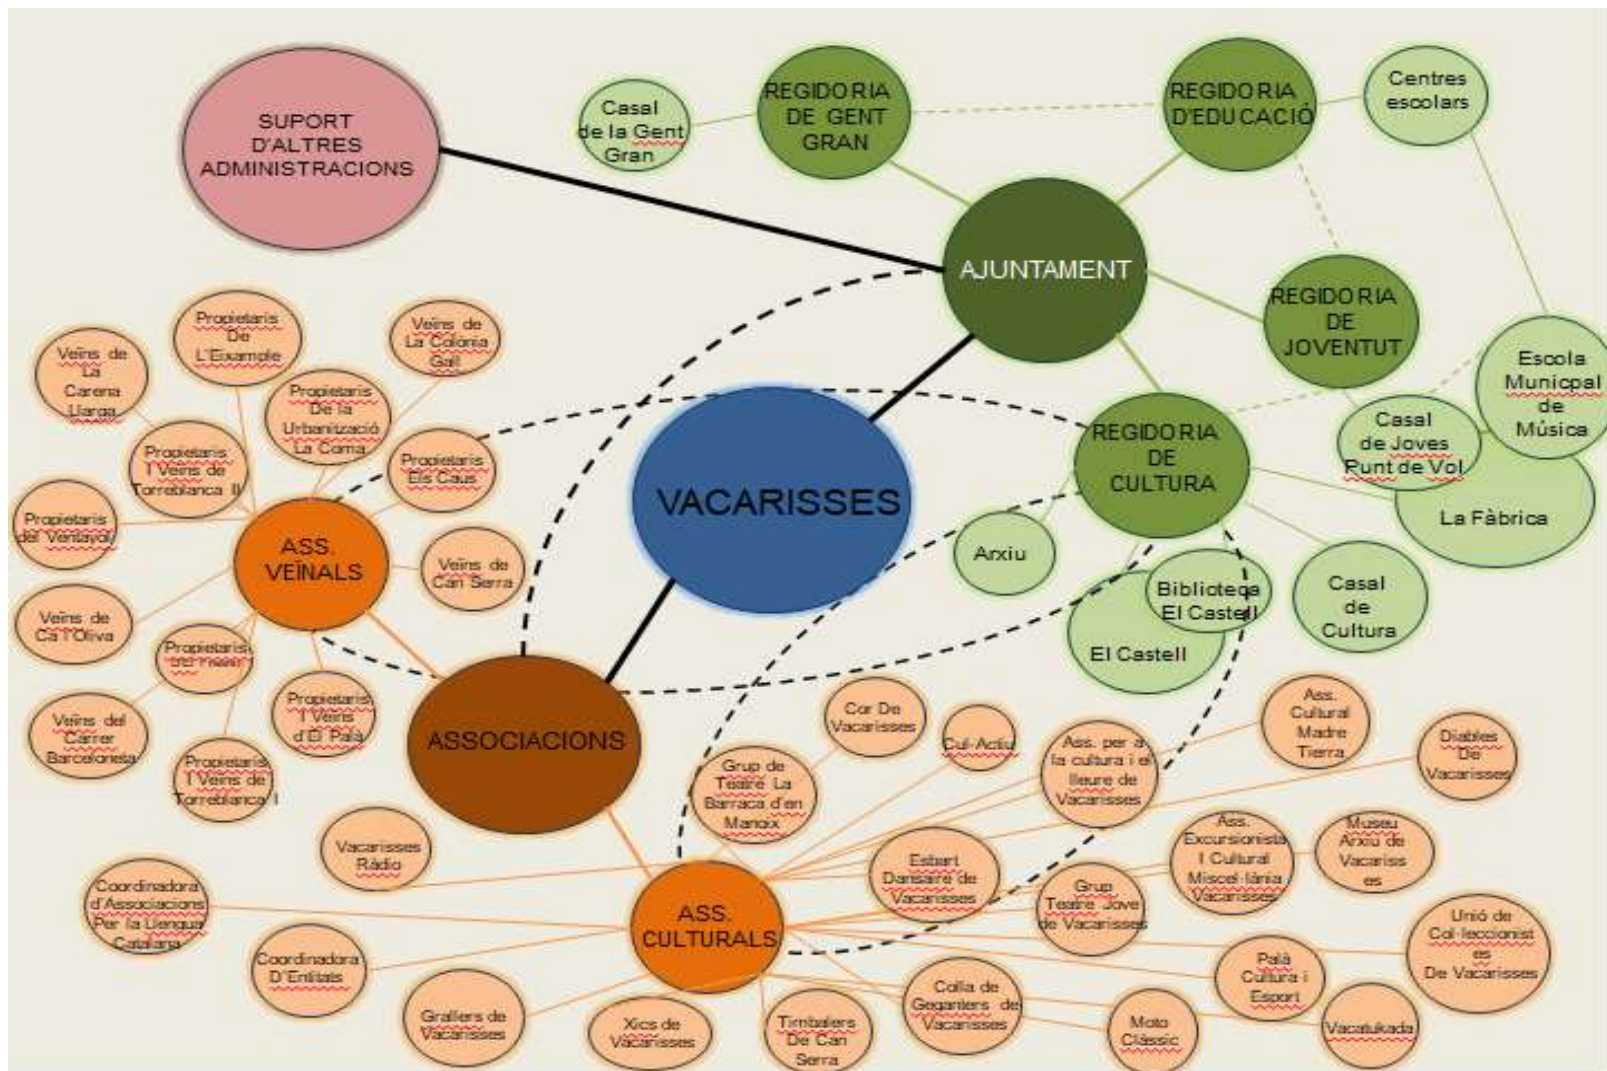 SUPORT
D'ALTRES
ADMINISTRACIONS
Casal
de la Gent
Gran
REGIDORIA
DE GENT
GRAN
REGIDORIA
D'EDUCACIÓ
Centres
escolars
AJUNTAMENT
REGIDORIA
DE
JOVENTUT
Escola
Municpal
de
Música
Casal
de Joves
Punt de Vol
La Fàbrica
REGIDORIA
DE
CULTURA
Arxiu
Biblioteca
El Castell
El Castell
Casal
de
Cultura
VACARISSES
Veïns de
La
Carena
Llarga
Propietaris
De
L'Eixample
Veïns de
La Colònia
Gall
Propietaris
De la
Urbanització
La Coma
Propietaris
I Veïns de
Torreblanca II
Propietaris
Els Caus
Propietaris
del Ventayol
ASS.
VEÏNALS
Veïns de
Can Serra
Veïns de
Ca l'Oliva
Propietaris
Veïns del
Carrer
Barceloneta
Propietaris
I Veïns
d'El Palà
Propietaris
I Veïns de
Torreblanca I
ASSOCIACIONS
Cor De
Vacarisses
Cul-Actiu
Ass. per a
la cultura i el
lleure de
Vacarisses
Ass.
Cultural
Madre
Tierra
Diables
De
Vacarisses
Grup de
Teatre La
Barraca d'en
Manoix
Vacarisses
Ràdio
Esbart
Dansaire de
Vacarisses
Ass.
Excursionista
I Cultural
Miscel·lània
Vacarisses
Museu
Arxiu de
Vacariss
es
Coordinadora
d'Associacions
Per la Llengua
Catalana
ASS.
CULTURALS
Grup
Teatre Jove
de Vacarisses
Unió de
Col·leccionist
es
De Vacarisses
Coordinadora
D'Entitats
Palà
Cultura i
Esport
Grallers de
Vacarisses
Xics de
Vacarisses
Timbalers
De Can
Serra
Colla de
Geganters de
Vacarisses
Moto
Clàssic
Vacatukada